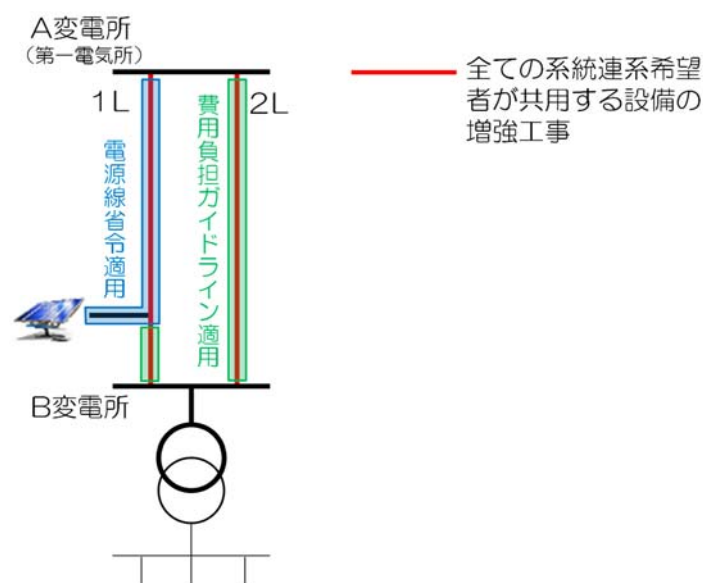 A変電所
（第一電気所）
1L
2L
電源線省令適用
費用負担ガイドライン適用
B変電所
全ての系統連系希望
者が共用する設備の
増強工事